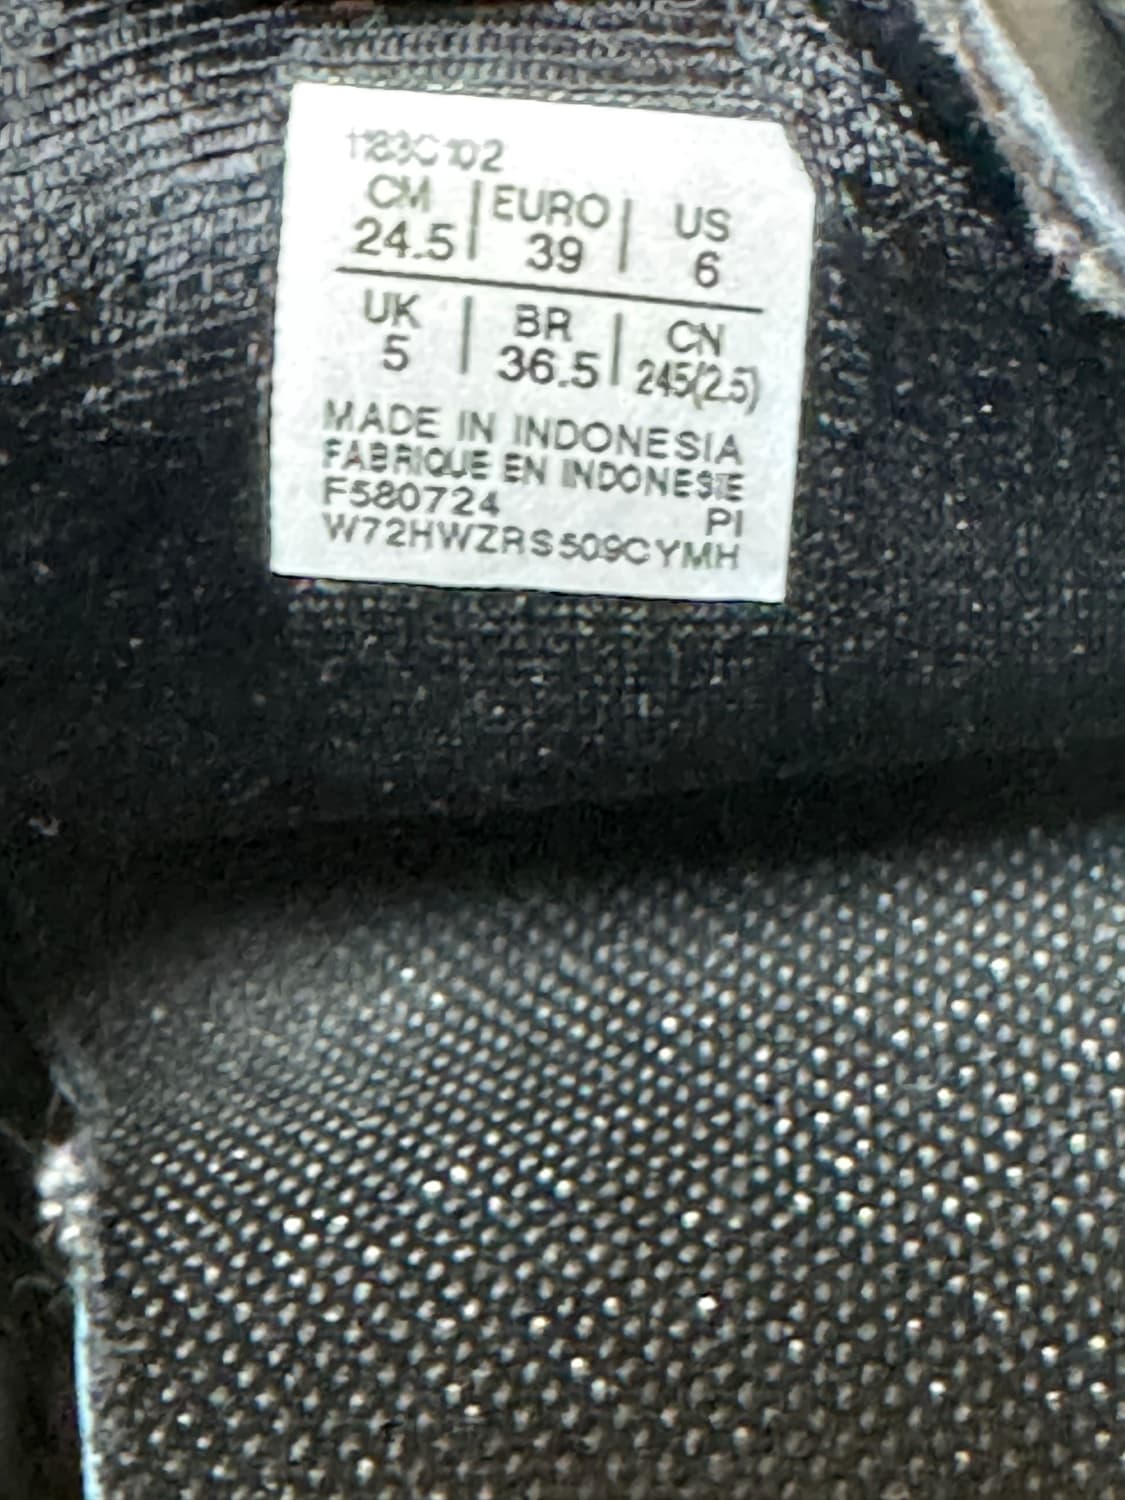 1183C102
CM | EURO | US
24.5 | 39 | 6
UK | BR | CN
5 | 36.5 | 245(2.5)
MADE IN INDONESIA
FABRIQUE EN INDONESIE
F580724 PI
W72HWZRS509CYMH